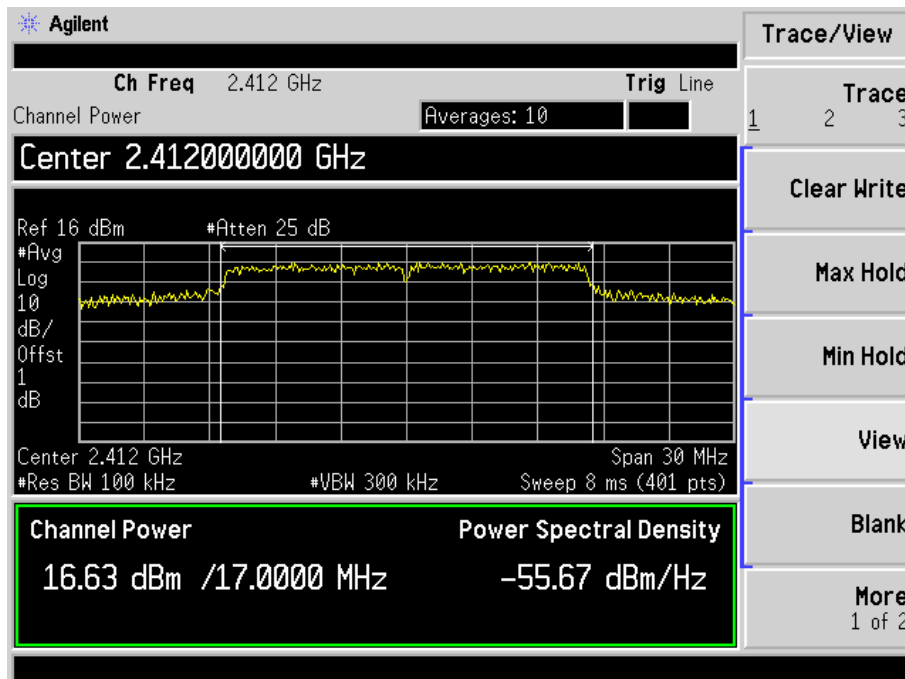 Agilent
Trace/View
Ch Freq 2.412 GHz Trig Line
Channel Power Averages: 10
Center 2.412000000 GHz
Ref 16 dBm #Atten 25 dB
#Avg
Log
10
dB/
Offst
1
dB
Center 2.412 GHz Span 30 MHz
#Res BW 100 kHz #VBW 300 kHz Sweep 8 ms (401 pts)
Channel Power Power Spectral Density
16.63 dBm /17.0000 MHz -55.67 dBm/Hz
Trace
1 2 3
Clear Write
Max Hold
Min Hold
View
Blank
More
1 of 2